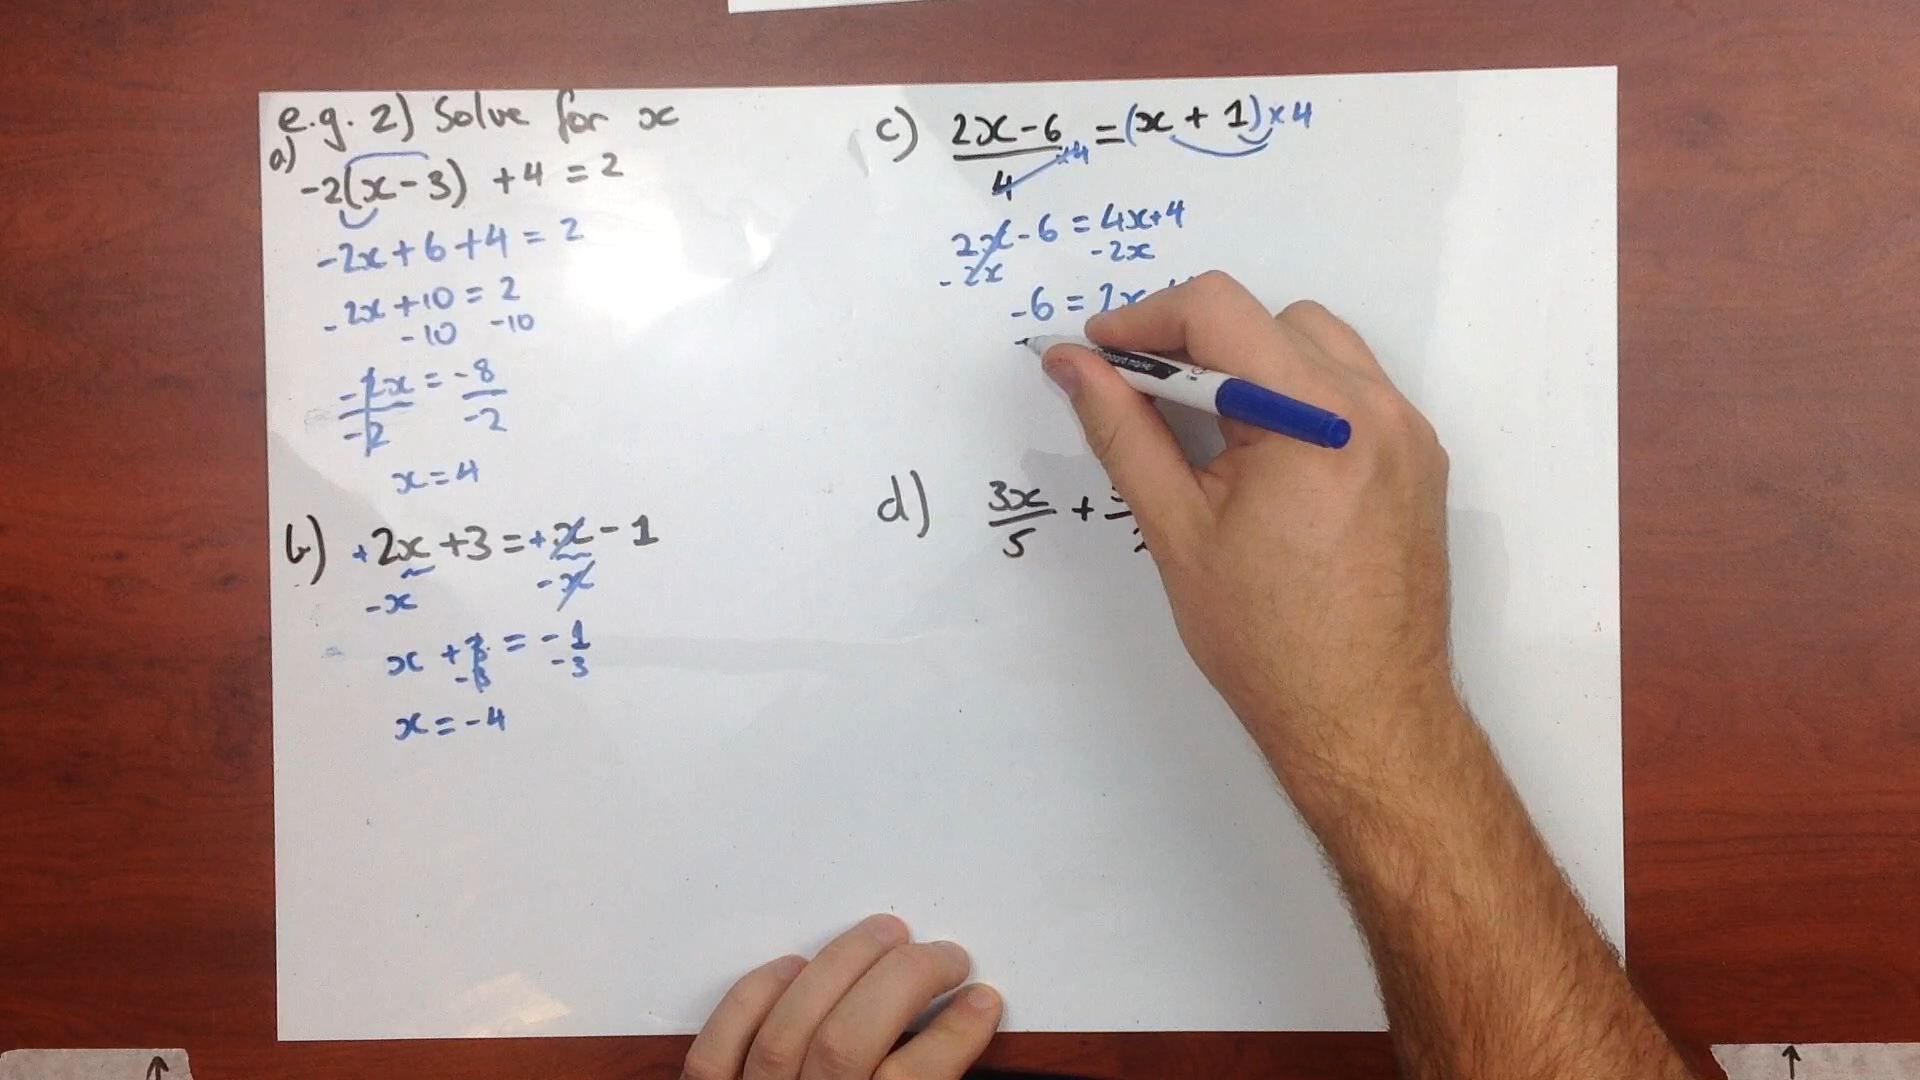 e.g. 2) Solve for x
a)
-2(x-3) +4 = 2
-2x+6+4 = 2
-2x+10 = 2
-10 -10
-2x = -8
-2 -2
x=4
b) +2x+3=+x-1
-x -x
x+3 = -1
-3 -3
x=-4
c) 2x-6 = (x+1)×4
4 ×4
2x-6 = 4x+4
-2x -2x
-6 = 2x
d) 3x +
5